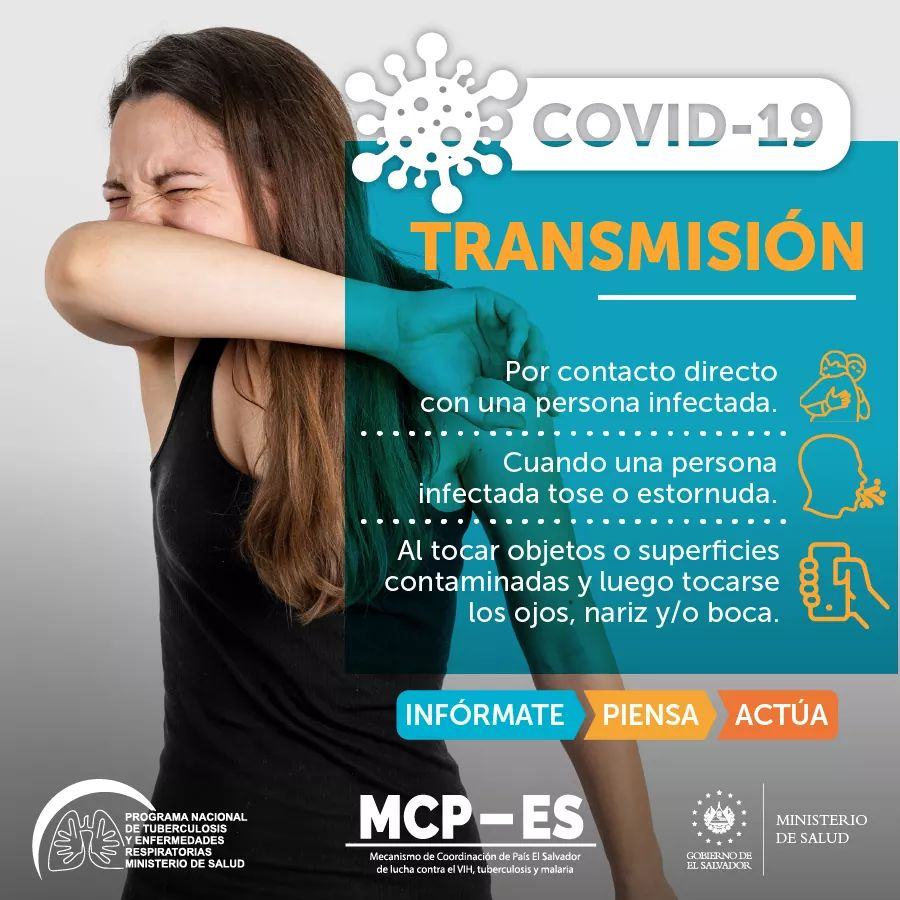 COVID-19
TRANSMISIÓN
Por contacto directo
con una persona infectada.
Cuando una persona
infectada tose o estornuda.
Al tocar objetos o superficies
contaminadas y luego tocarse
los ojos, nariz y/o boca.
INFÓRMATE PIENSA ACTÚA
PROGRAMA NACIONAL
DE TUBERCULOSIS
Y ENFERMEDADES
RESPIRATORIAS
MINISTERIO DE SALUD
MCP-ES
Mecanismo de Coordinación de País El Salvador
de lucha contra el VIH, tuberculosis y malaria
GOBIERNO DE
EL SALVADOR
MINISTERIO
DE SALUD